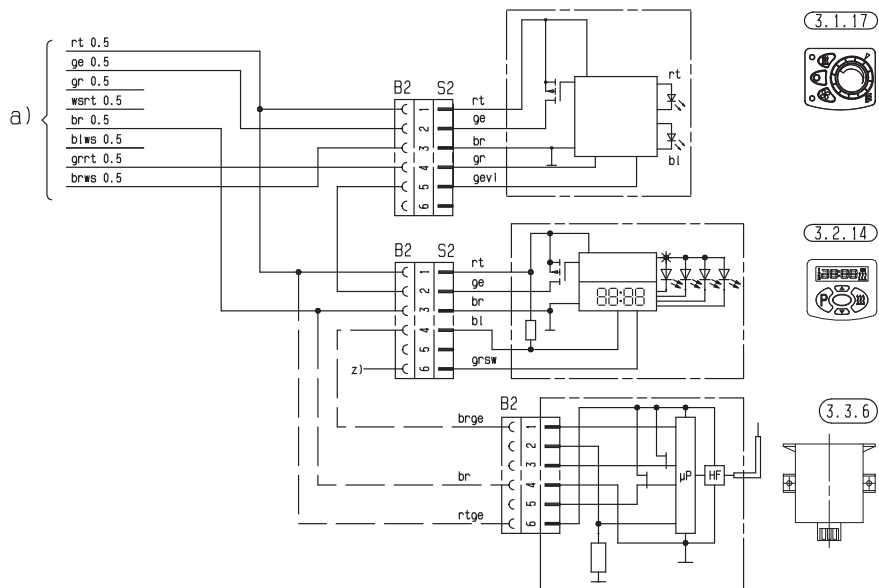 a)
rt 0.5
ge 0.5
gr 0.5
wsrt 0.5
br 0.5
blws 0.5
grrt 0.5
brws 0.5
B2 S2
1 rt
2 ge
3 br
4 gr
5 gevi
6
rt
bl
3.1.17
B2 S2
1 rt
2 ge
3 br
4 bl
5
6 grsw
z)
88:88
3.2.14
88:88
P
B2
brge
br
rtge
1
2
3
4
5
6
µP
HF
3.3.6